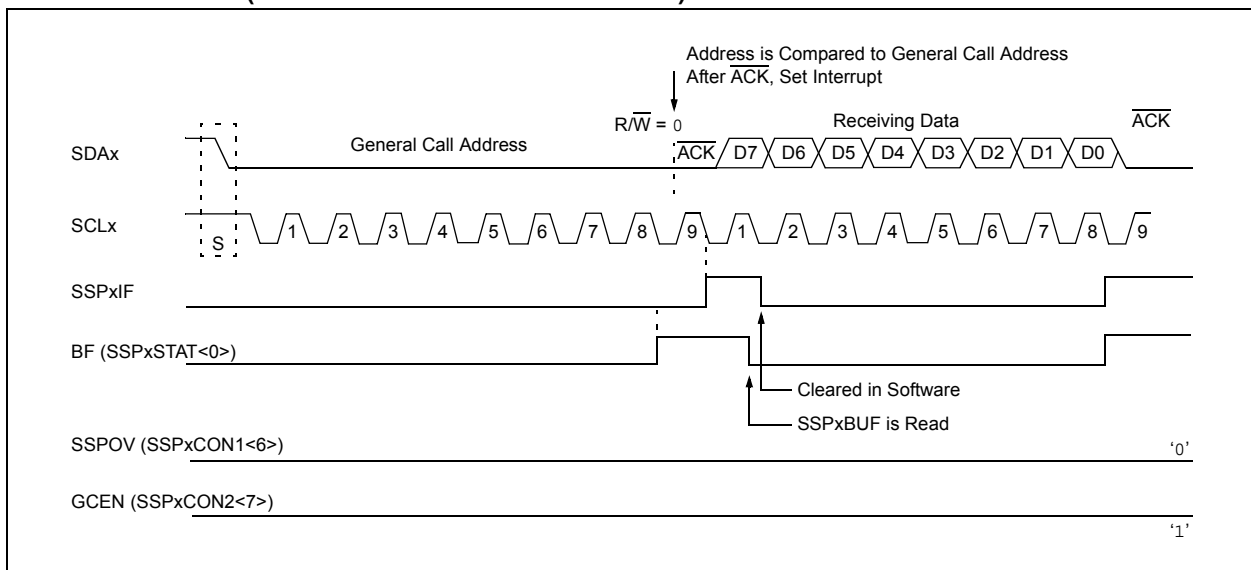 Address is Compared to General Call Address
After ACK, Set Interrupt
R/W = 0
Receiving Data
ACK
SDAx
General Call Address
ACK D7 D6 D5 D4 D3 D2 D1 D0
SCLx
S
1 2 3 4 5 6 7 8 9 1 2 3 4 5 6 7 8 9
SSPxIF
BF (SSPxSTAT<0>)
Cleared in Software
SSPxBUF is Read
SSPOV (SSPxCON1<6>)
‘0’
GCEN (SSPxCON2<7>)
‘1’